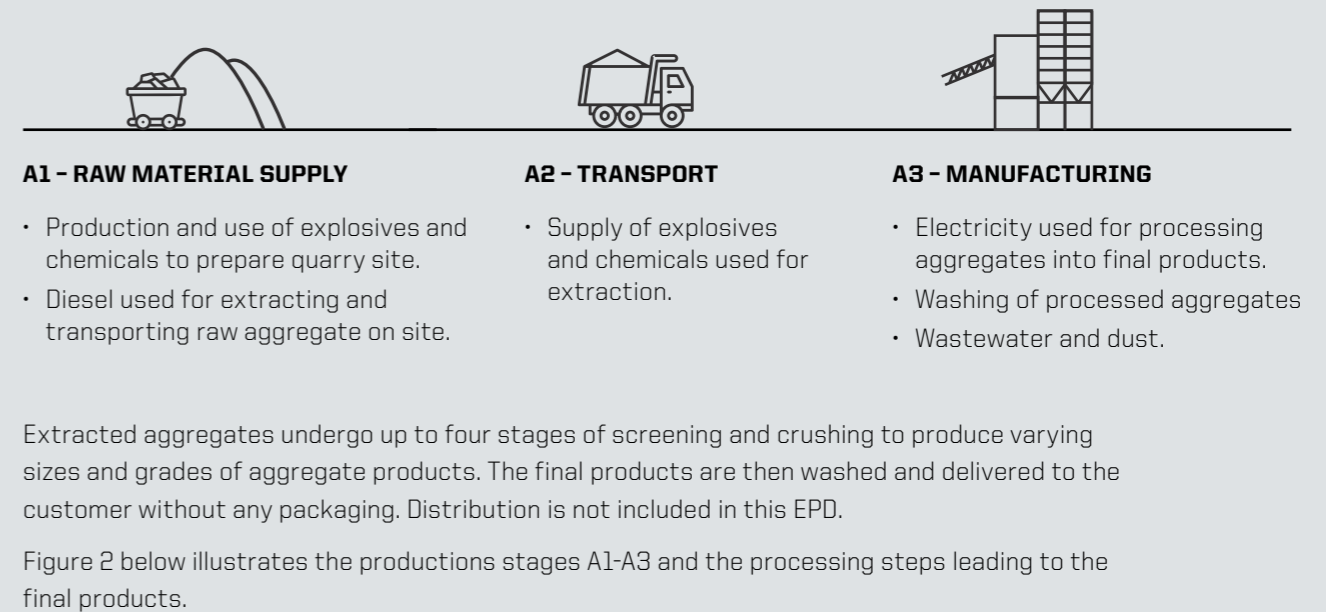 A1 – RAW MATERIAL SUPPLY
• Production and use of explosives and
chemicals to prepare quarry site.
• Diesel used for extracting and
transporting raw aggregate on site.
A2 – TRANSPORT
• Supply of explosives
and chemicals used for
extraction.
A3 – MANUFACTURING
• Electricity used for processing
aggregates into final products.
• Washing of processed aggregates
• Wastewater and dust.
Extracted aggregates undergo up to four stages of screening and crushing to produce varying
sizes and grades of aggregate products. The final products are then washed and delivered to the
customer without any packaging. Distribution is not included in this EPD.
Figure 2 below illustrates the productions stages A1-A3 and the processing steps leading to the
final products.